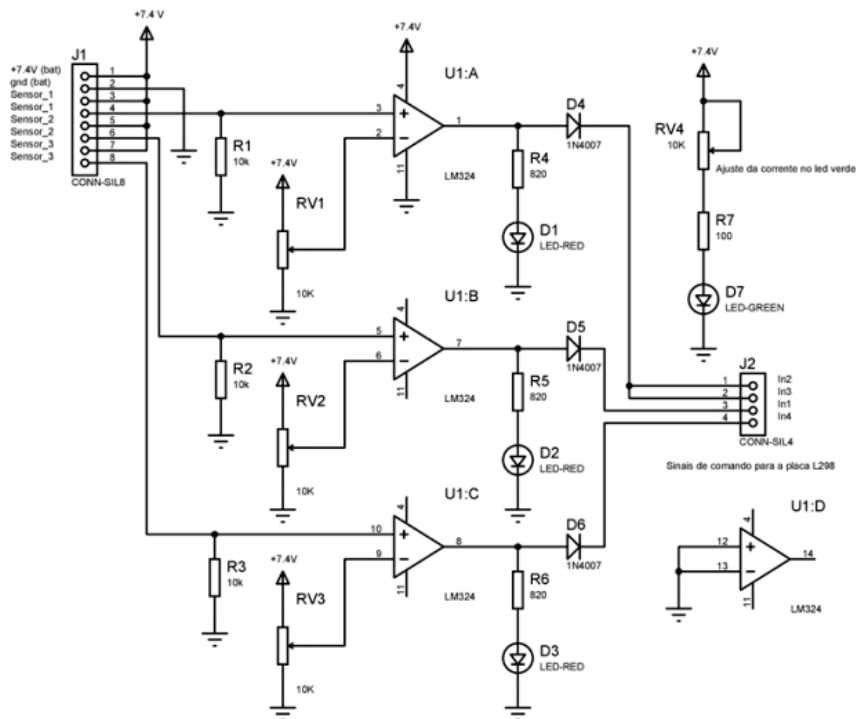 +7.4 V
J1
+7.4V (bat)
gnd (bat)
Sensor_1
Sensor_1
Sensor_2
Sensor_2
Sensor_3
Sensor_3
1
2
3
4
5
6
7
8
CONN-SIL8
R1
10k
+7.4V
RV1
10K
+7.4V
U1:A
4
3
2
1
11
LM324
R4
820
D1
LED-RED
D4
1N4007
+7.4V
RV4
10K
Ajuste da corrente no led verde
R7
100
D7
LED-GREEN
R2
10k
+7.4V
RV2
10K
U1:B
4
5
6
7
11
LM324
R5
820
D2
LED-RED
D5
1N4007
J2
1
2
3
4
In2
In3
In1
In4
CONN-SIL4
Sinais de comando para a placa L298
R3
10k
+7.4V
RV3
10K
U1:C
4
10
9
8
11
LM324
R6
820
D3
LED-RED
D6
1N4007
U1:D
4
12
13
14
11
LM324